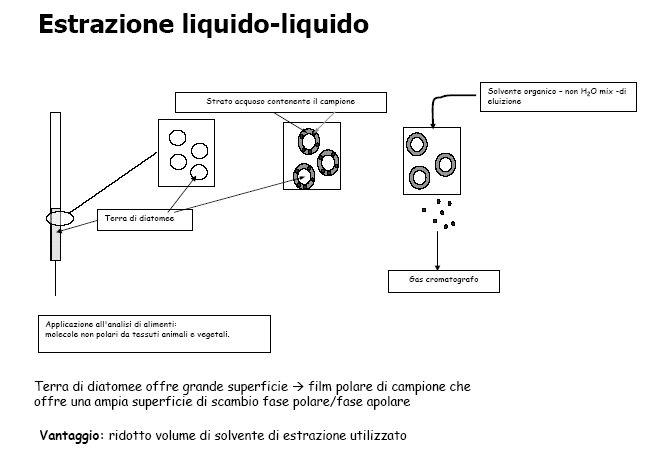 Estrazione liquido-liquido
Strato acquoso contenente il campione
Solvente organico – non H₂O mix -di
eluizione
Terra di diatomee
Gas cromatografo
Applicazione all'analisi di alimenti:
molecole non polari da tessuti animali e vegetali.
Terra di diatomee offre grande superficie → film polare di campione che
offre una ampia superficie di scambio fase polare/fase apolare
Vantaggio: ridotto volume di solvente di estrazione utilizzato